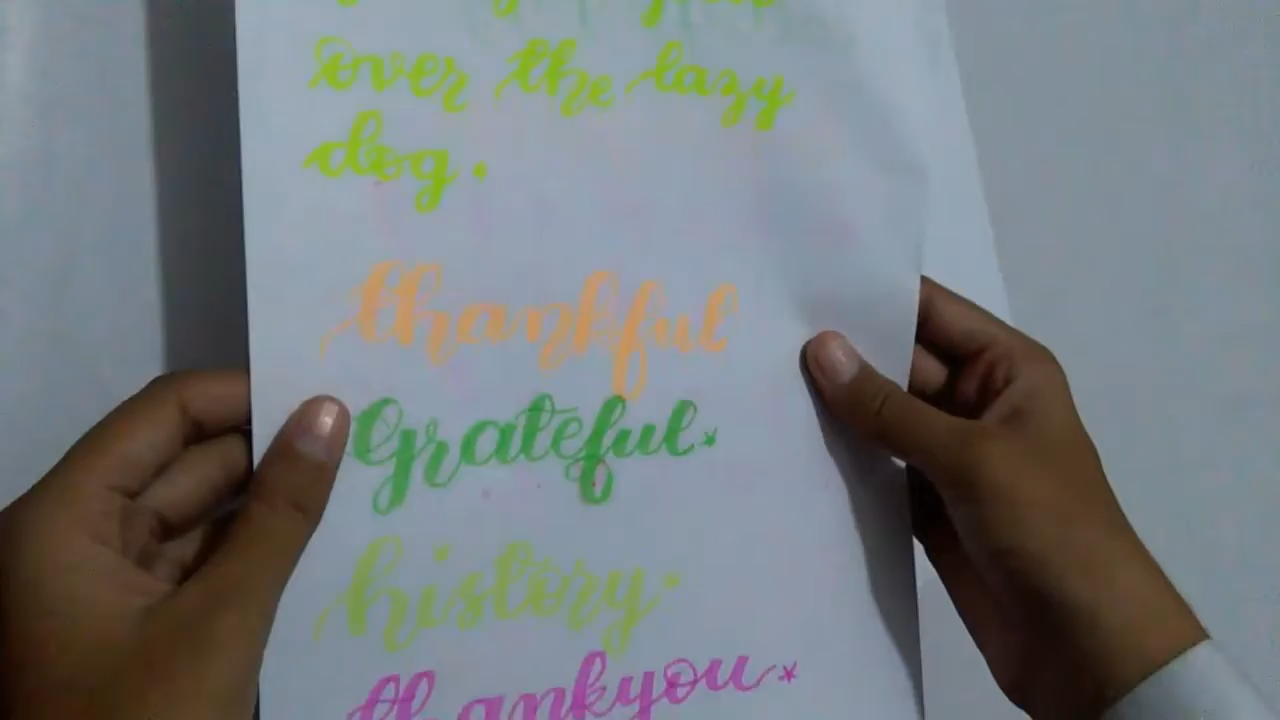 over the lazy
dog.
thankful
Grateful.
history.
thankyou.